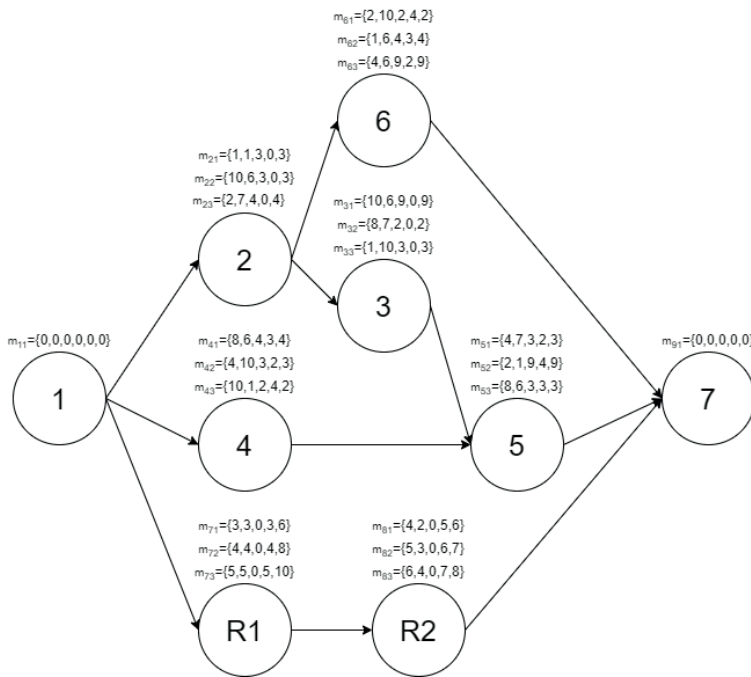 m61={2,10,2,4,2}
m62={1,6,4,3,4}
m63={4,6,9,2,9}
6
m21={1,1,3,0,3}
m22={10,6,3,0,3}
m23={2,7,4,0,4}
2
m31={10,6,9,0,9}
m32={8,7,2,0,2}
m33={1,10,3,0,3}
3
m11={0,0,0,0,0,0}
1
m41={8,6,4,3,4}
m42={4,10,3,2,3}
m43={10,1,2,4,2}
4
m51={4,7,3,2,3}
m52={2,1,9,4,9}
m53={8,6,3,3,3}
5
m91={0,0,0,0,0}
7
m71={3,3,0,3,6}
m72={4,4,0,4,8}
m73={5,5,0,5,10}
R1
m81={4,2,0,5,6}
m82={5,3,0,6,7}
m83={6,4,0,7,8}
R2